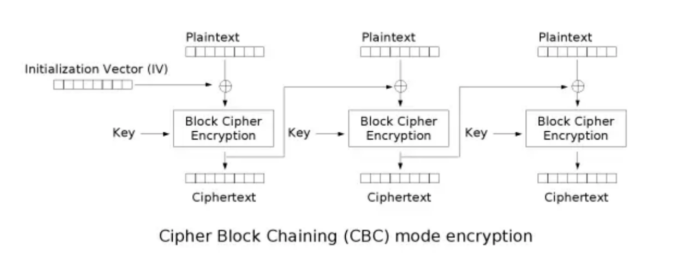 Plaintext
Plaintext
Plaintext
Initialization Vector (IV)
Key
Block Cipher
Encryption
Key
Block Cipher
Encryption
Key
Block Cipher
Encryption
Ciphertext
Ciphertext
Ciphertext
Cipher Block Chaining (CBC) mode encryption